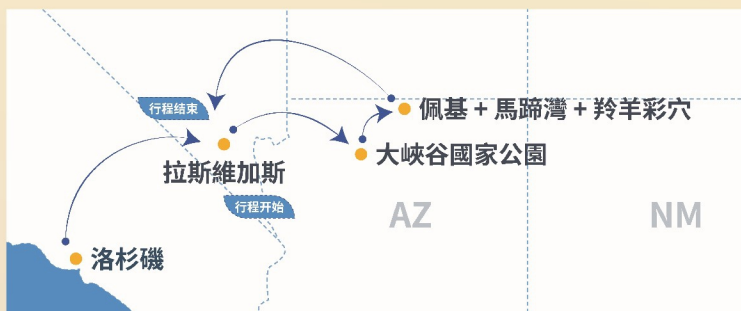 行程结束
佩基 + 馬蹄灣 + 羚羊彩穴
大峽谷國家公園
拉斯維加斯
行程开始
AZ
NM
洛杉磯